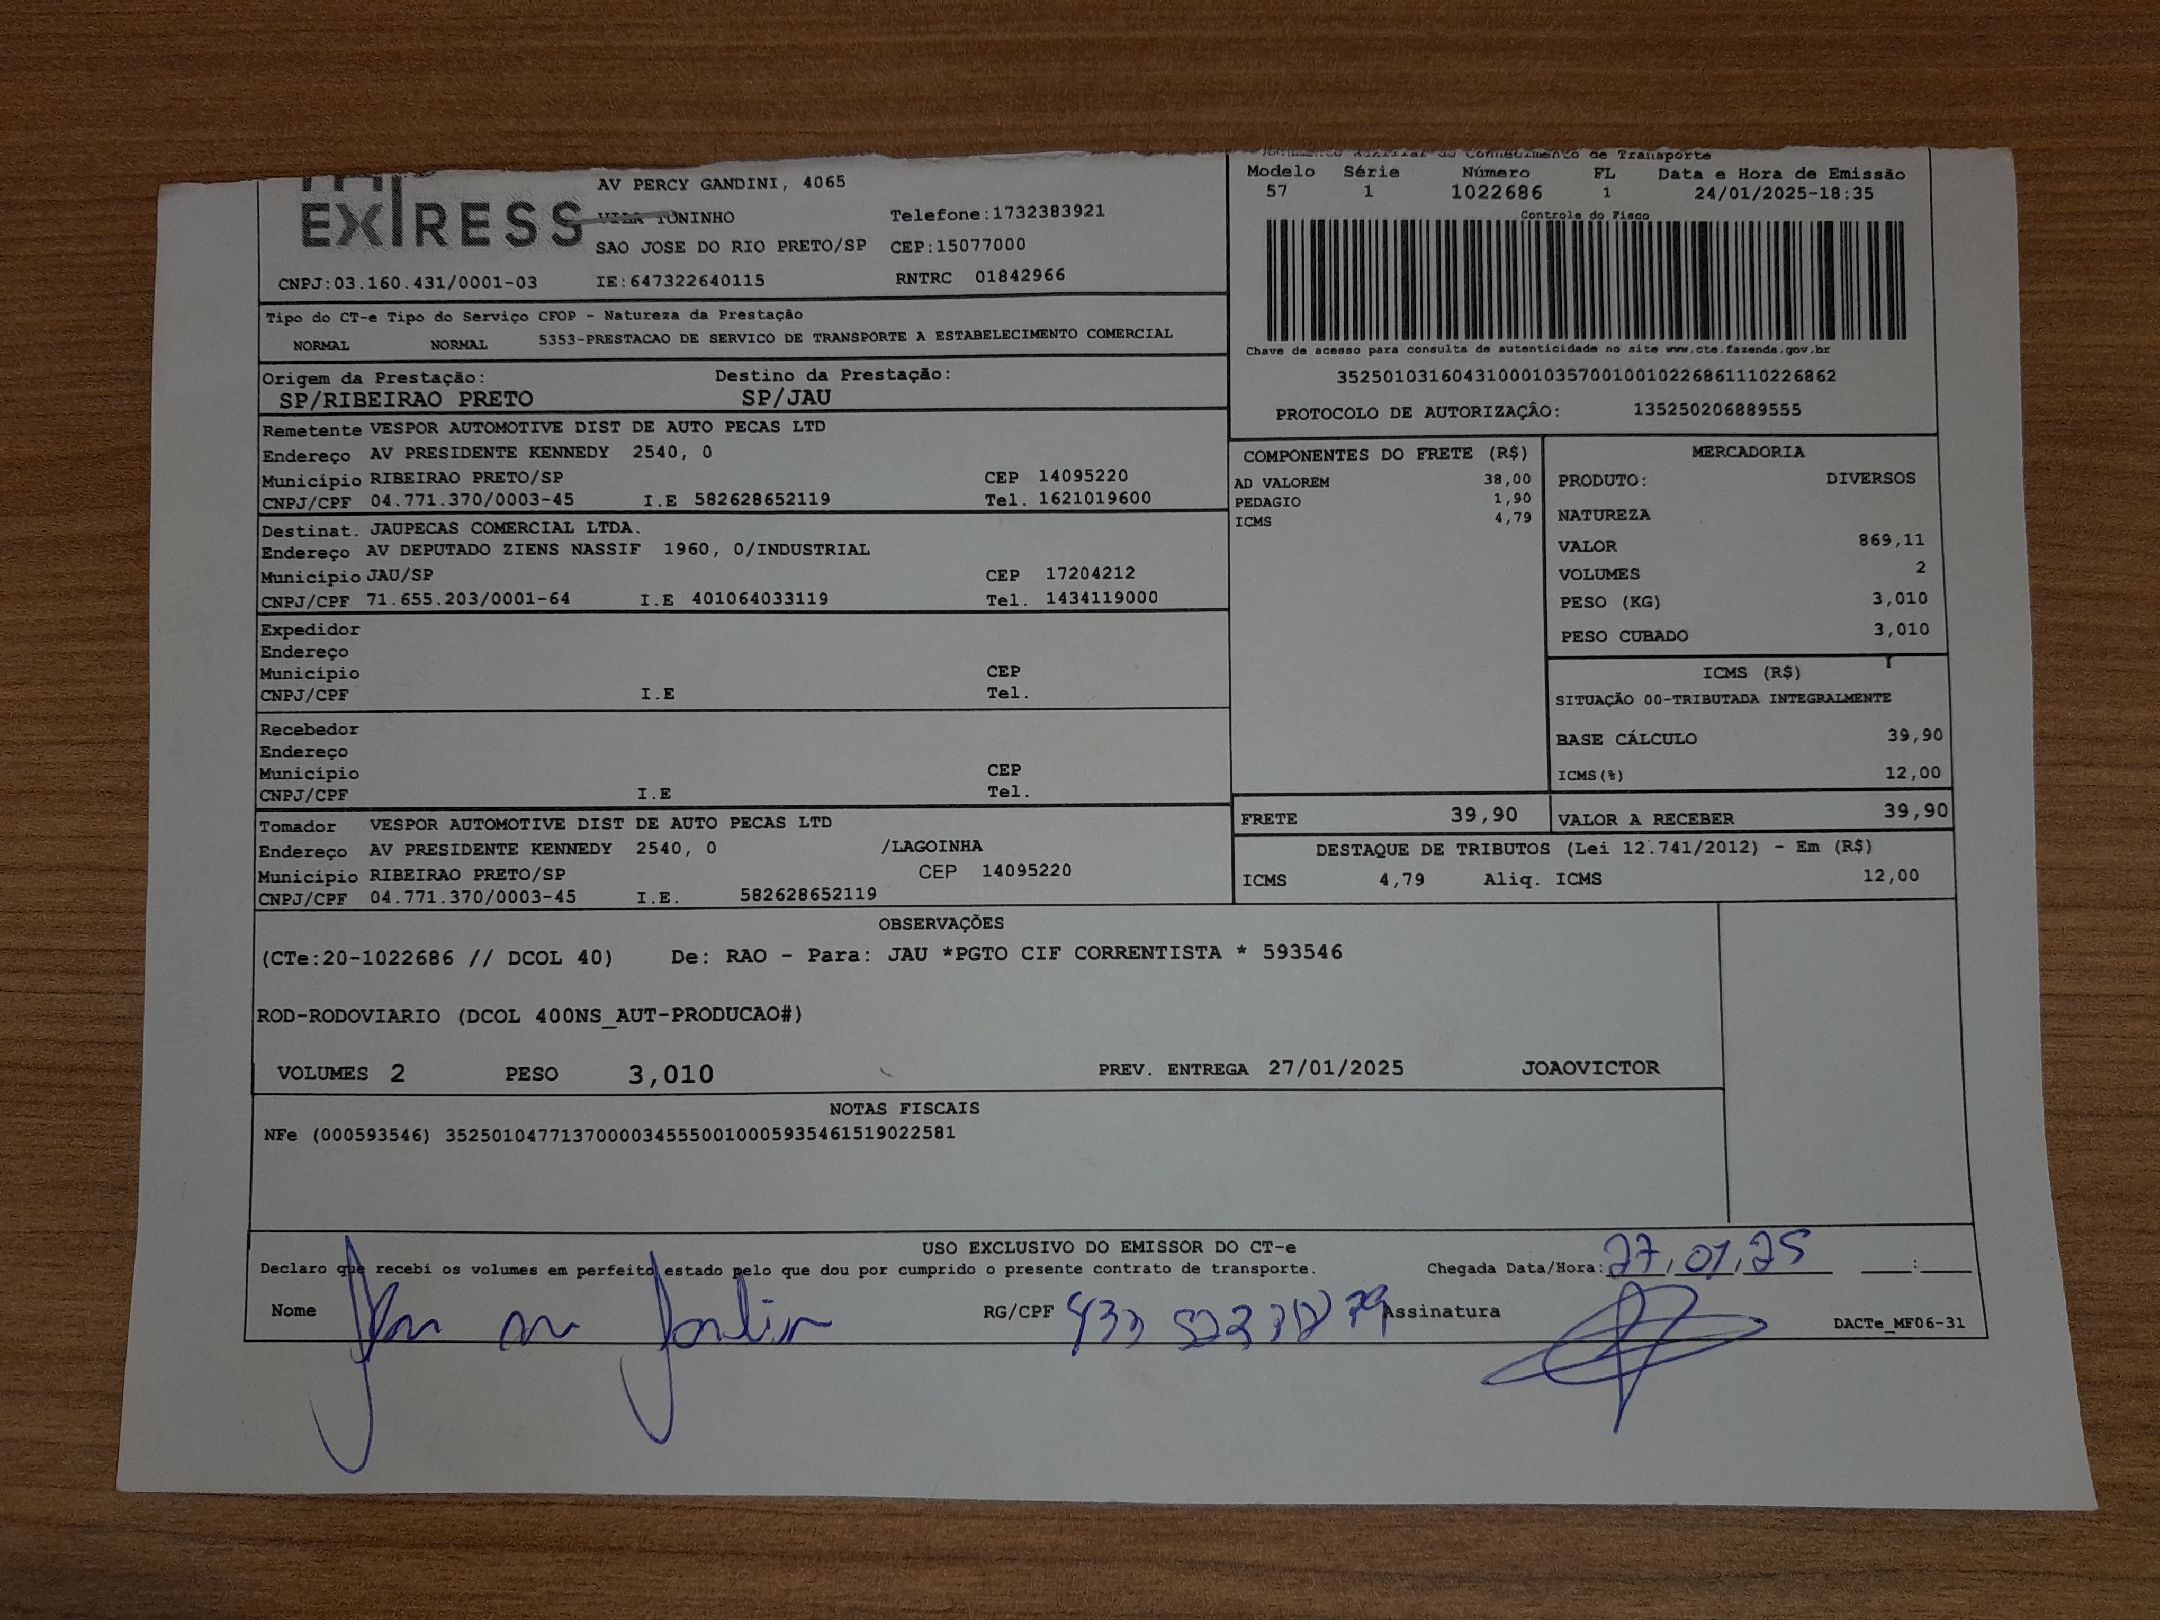 EXPRESS
AV PERCY GANDINI, 4065
VILA TONINHO Telefone:1732383921
SAO JOSE DO RIO PRETO/SP CEP:15077000
CNPJ:03.160.431/0001-03 IE:647322640115 RNTRC 01842966
Conhecimento de Transporte
Modelo Série Número FL Data e Hora de Emissão
57 1 1022686 1 24/01/2025-18:35
Controle do Fisco
Chave de acesso para consulta de autenticidade no site www.cte.fazenda.gov.br
35250103160431000103570010010226861110226862
PROTOCOLO DE AUTORIZAÇÃO: 135250206889555
Tipo do CT-e Tipo do Serviço CFOP - Natureza da Prestação
NORMAL NORMAL 5353-PRESTACAO DE SERVICO DE TRANSPORTE A ESTABELECIMENTO COMERCIAL
Origem da Prestação: Destino da Prestação:
SP/RIBEIRAO PRETO SP/JAU
Remetente VESPOR AUTOMOTIVE DIST DE AUTO PECAS LTD
Endereço AV PRESIDENTE KENNEDY 2540, 0
Município RIBEIRAO PRETO/SP CEP 14095220
CNPJ/CPF 04.771.370/0003-45 I.E 582628652119 Tel. 1621019600
Destinat. JAUPECAS COMERCIAL LTDA.
Endereço AV DEPUTADO ZIENS NASSIF 1960, 0/INDUSTRIAL
Município JAU/SP CEP 17204212
CNPJ/CPF 71.655.203/0001-64 I.E 401064033119 Tel. 1434119000
Expedidor
Endereço
Município CEP
CNPJ/CPF I.E Tel.
Recebedor
Endereço
Município CEP
CNPJ/CPF I.E Tel.
Tomador VESPOR AUTOMOTIVE DIST DE AUTO PECAS LTD
Endereço AV PRESIDENTE KENNEDY 2540, 0 /LAGOINHA
Município RIBEIRAO PRETO/SP CEP 14095220
CNPJ/CPF 04.771.370/0003-45 I.E. 582628652119
COMPONENTES DO FRETE (R$)
AD VALOREM 38,00
PEDAGIO 1,90
ICMS 4,79
MERCADORIA
PRODUTO: DIVERSOS
NATUREZA
VALOR 869,11
VOLUMES 2
PESO (KG) 3,010
PESO CUBADO 3,010
ICMS (R$)
SITUAÇÃO 00-TRIBUTADA INTEGRALMENTE
BASE CÁLCULO 39,90
ICMS(%) 12,00
FRETE 39,90 VALOR A RECEBER 39,90
DESTAQUE DE TRIBUTOS (Lei 12.741/2012) - Em (R$)
ICMS 4,79 Aliq. ICMS 12,00
OBSERVAÇÕES
(CTe:20-1022686 // DCOL 40) De: RAO - Para: JAU *PGTO CIF CORRENTISTA * 593546
ROD-RODOVIARIO (DCOL 400NS_AUT-PRODUCAO#)
VOLUMES 2 PESO 3,010 PREV. ENTREGA 27/01/2025 JOAOVICTOR
NOTAS FISCAIS
NFe (000593546) 35250104771370000345550010005935461519022581
USO EXCLUSIVO DO EMISSOR DO CT-e
Declaro que recebi os volumes em perfeito estado pelo que dou por cumprido o presente contrato de transporte. Chegada Data/Hora: 27/01/25 :
Nome RG/CPF Assinatura
DACTe_MF06-31